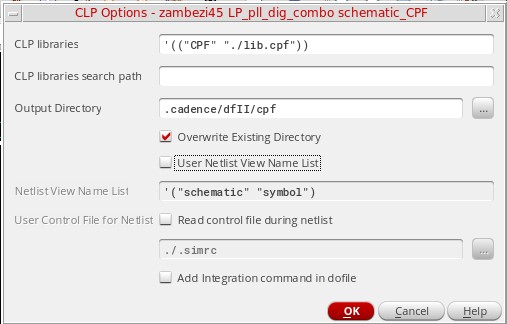 CLP Options - zambezi45 LP_pll_dig_combo schematic_CPF
CLP libraries '(("CPF" "./lib.cpf"))
CLP libraries search path
Output Directory .cadence/dfII/cpf ...
Overwrite Existing Directory
User Netlist View Name List
Netlist View Name List '("schematic" "symbol")
User Control File for Netlist Read control file during netlist
./.simrc ...
Add Integration command in dofile
OK Cancel Help